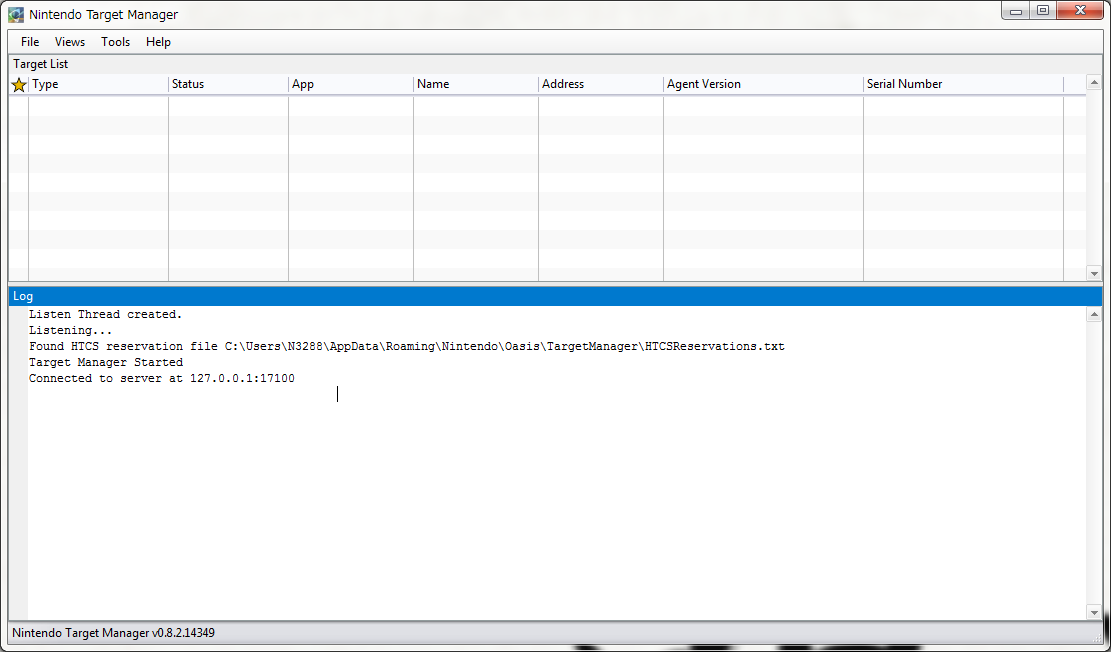 Nintendo Target Manager
File Views Tools Help
Target List
Type Status App Name Address Agent Version Serial Number
Log
Listen Thread created.
Listening...
Found HTCS reservation file C:\Users\N3288\AppData\Roaming\Nintendo\Oasis\TargetManager\HTCSReservations.txt
Target Manager Started
Connected to server at 127.0.0.1:17100
Nintendo Target Manager v0.8.2.14349